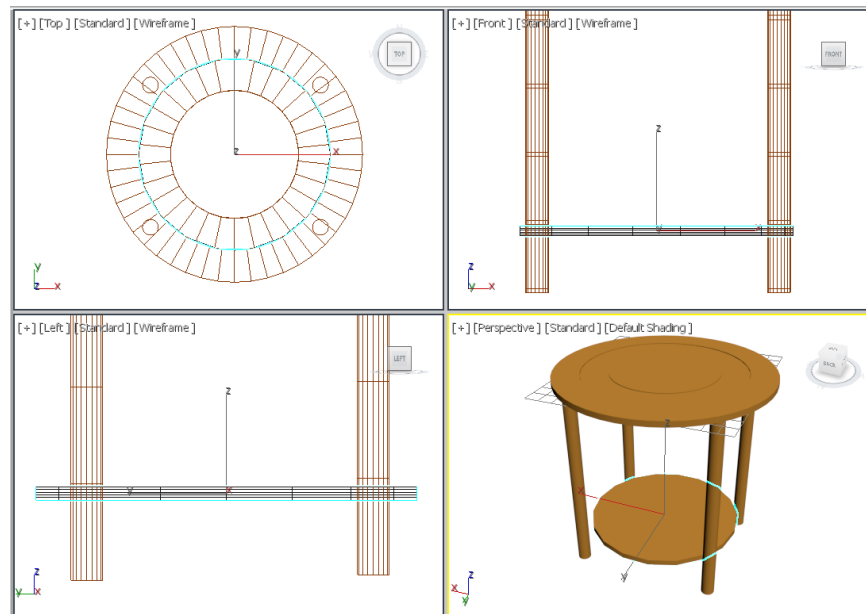 [+] [Top] [Standard] [Wireframe]
TOP
y
z
x
y
z
x
[+] [Front] [Standard] [Wireframe]
FRONT
z
y
x
z
y
x
[+] [Left] [Standard] [Wireframe]
LEFT
z
y
x
z
y
x
[+] [Perspective] [Standard] [Default Shading]
BACK
z
x
y
z
x
y